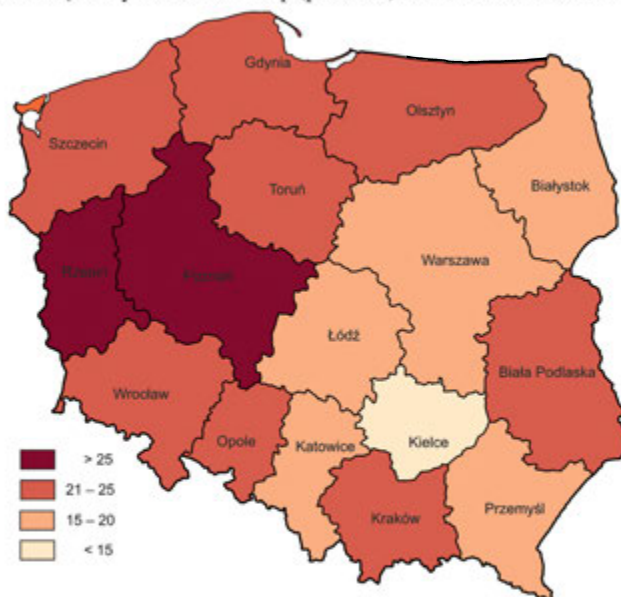 Gdynia
Olsztyn
Szczecin
Toruń
Białystok
Warszawa
Poznań
Łódź
Biała Podlaska
Wrocław
Opole
Katowice
Kielce
Przemyśl
Kraków
> 25
21 – 25
15 – 20
< 15